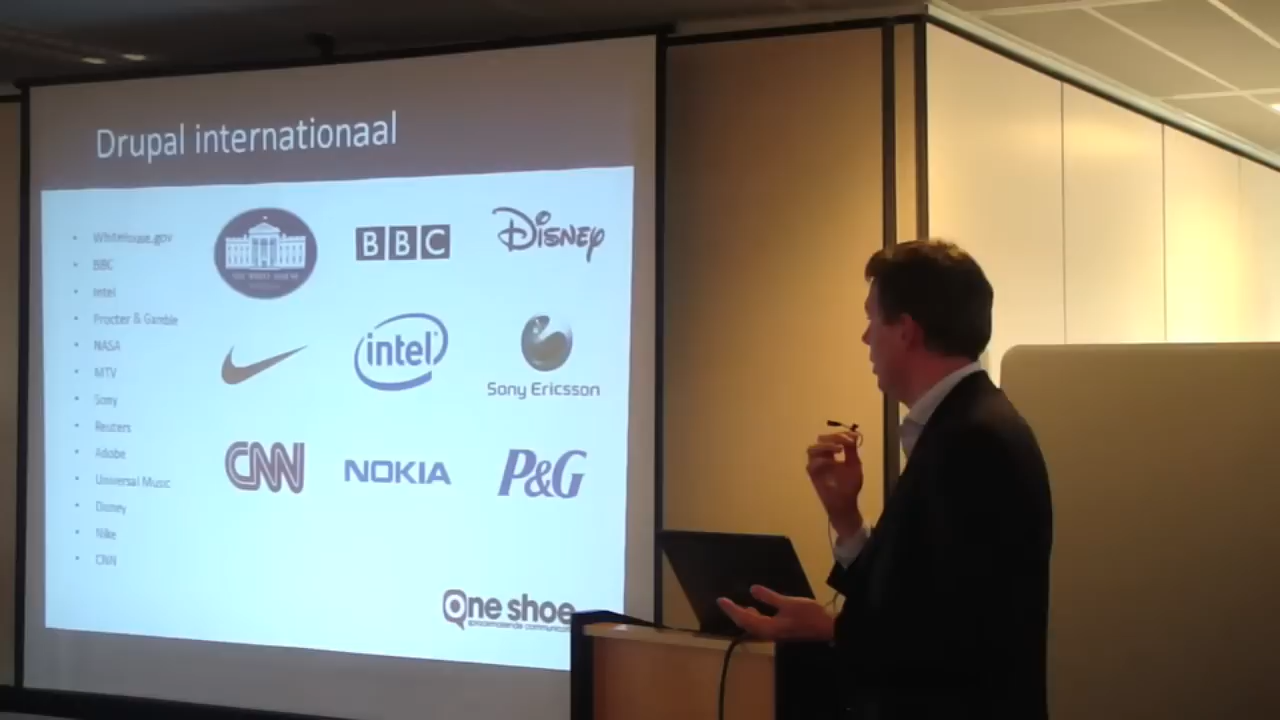 Drupal internationaal
• Whitehouse.gov
• BBC
• Intel
• Procter & Gamble
• NASA
• MTV
• Sony
• Reuters
• Adobe
• Universal Music
• Disney
• Nike
• CNN
BBC
Disney
intel
Sony Ericsson
CNN
NOKIA
P&G
One shoe